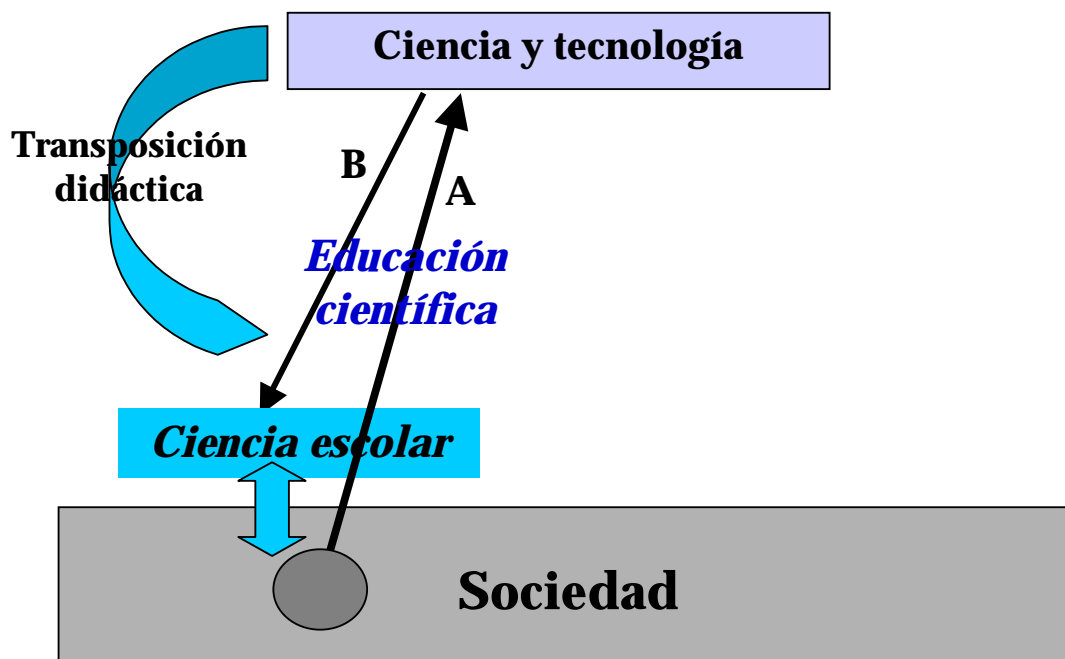 Ciencia y tecnología
Transposición
didáctica
B
A
Educación
científica
Ciencia escolar
Sociedad